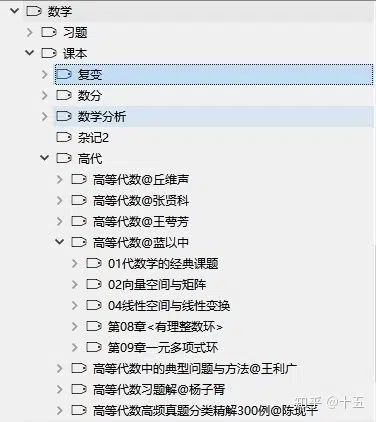 数学
习题
课本
复变
数分
数学分析
杂记2
高代
高等代数@丘维声
高等代数@张贤科
高等代数@王萼芳
高等代数@蓝以中
01代数学的经典课题
02向量空间与矩阵
04线性空间与线性变换
第08章<有理整数环>
第09章一元多项式环
高等代数中的典型问题与方法@王利广
高等代数习题解@杨子胥
高等代数高频真题分类精解300例@陈现平
知乎 @十五